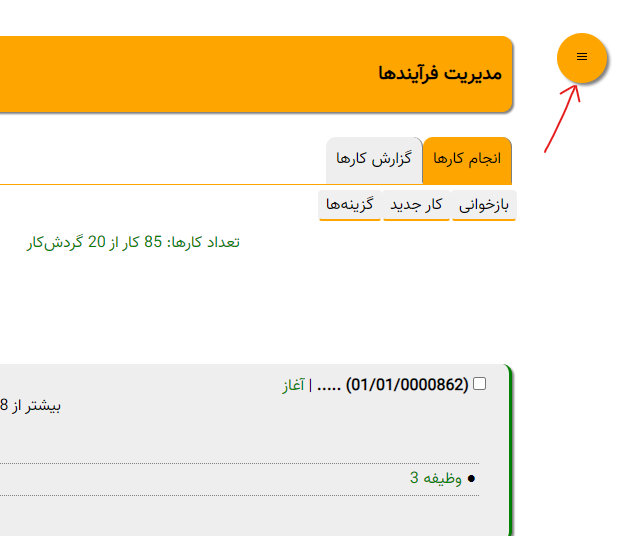 ≡
مدیریت فرآیندها
انجام کارها گزارش کارها
بازخوانی کار جدید گزینه‌ها
تعداد کارها: 85 کار از 20 گردش‌کار
(01/01/0000862) ..... | آغاز
بیشتر از 8
● وظیفه 3